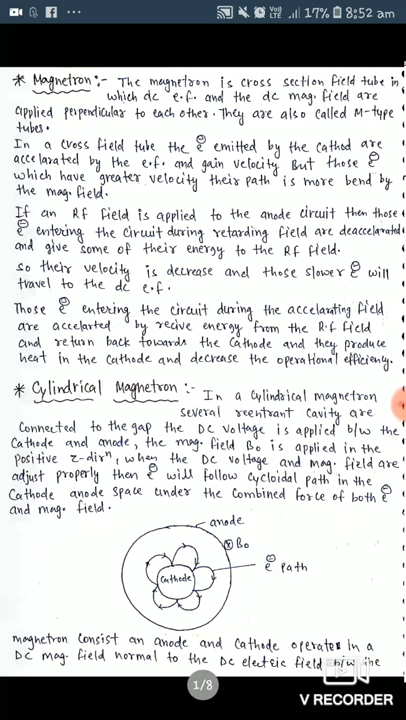 17% 8:52 am
* Magnetron:- The magnetron is cross section field tube in
which dc e.f. and the dc mag. field are
applied perpendicular to each other. They are also called M-type
tubes.
In a cross field tube the e⊖ emitted by the Cathod are
accelarated by the e.f. and gain velocity But those e⊖
which have greater velocity their path is more bend by
the mag. field.
If an RF field is applied to the anode circuit then those
e⊖ entering the circuit during retarding field are deaccelarated
and give some of their energy to the RF field.
so their velocity is decrease and those slower e⊖ will
travel to the dc e.f.
Those e⊖ entering the circuit during the accelarating field
are accelarted by recive energy from the R.f field
and return back towards the Cathode and they produce
heat in the cathode and decrease the operational efficiency.
* Cylindrical Magnetron:- In a Cylindrical magnetron
several reentrant cavity are
Connected to the gap the DC voltage is applied b/w the
Cathode and anode, the mag. field Bo is applied in the
positive z-dirⁿ, when the DC voltage and mag. field are
adjust properly then e⊖ will follow cycloidal path in the
Cathode anode space under the combined force of both e⊖
and mag. field.
anode
Bo
e⊖ path
Cathode
magnetron consist an anode and Cathode operates in a
DC mag. field normal to the DC electric field b/w the
1/8
V RECORDER